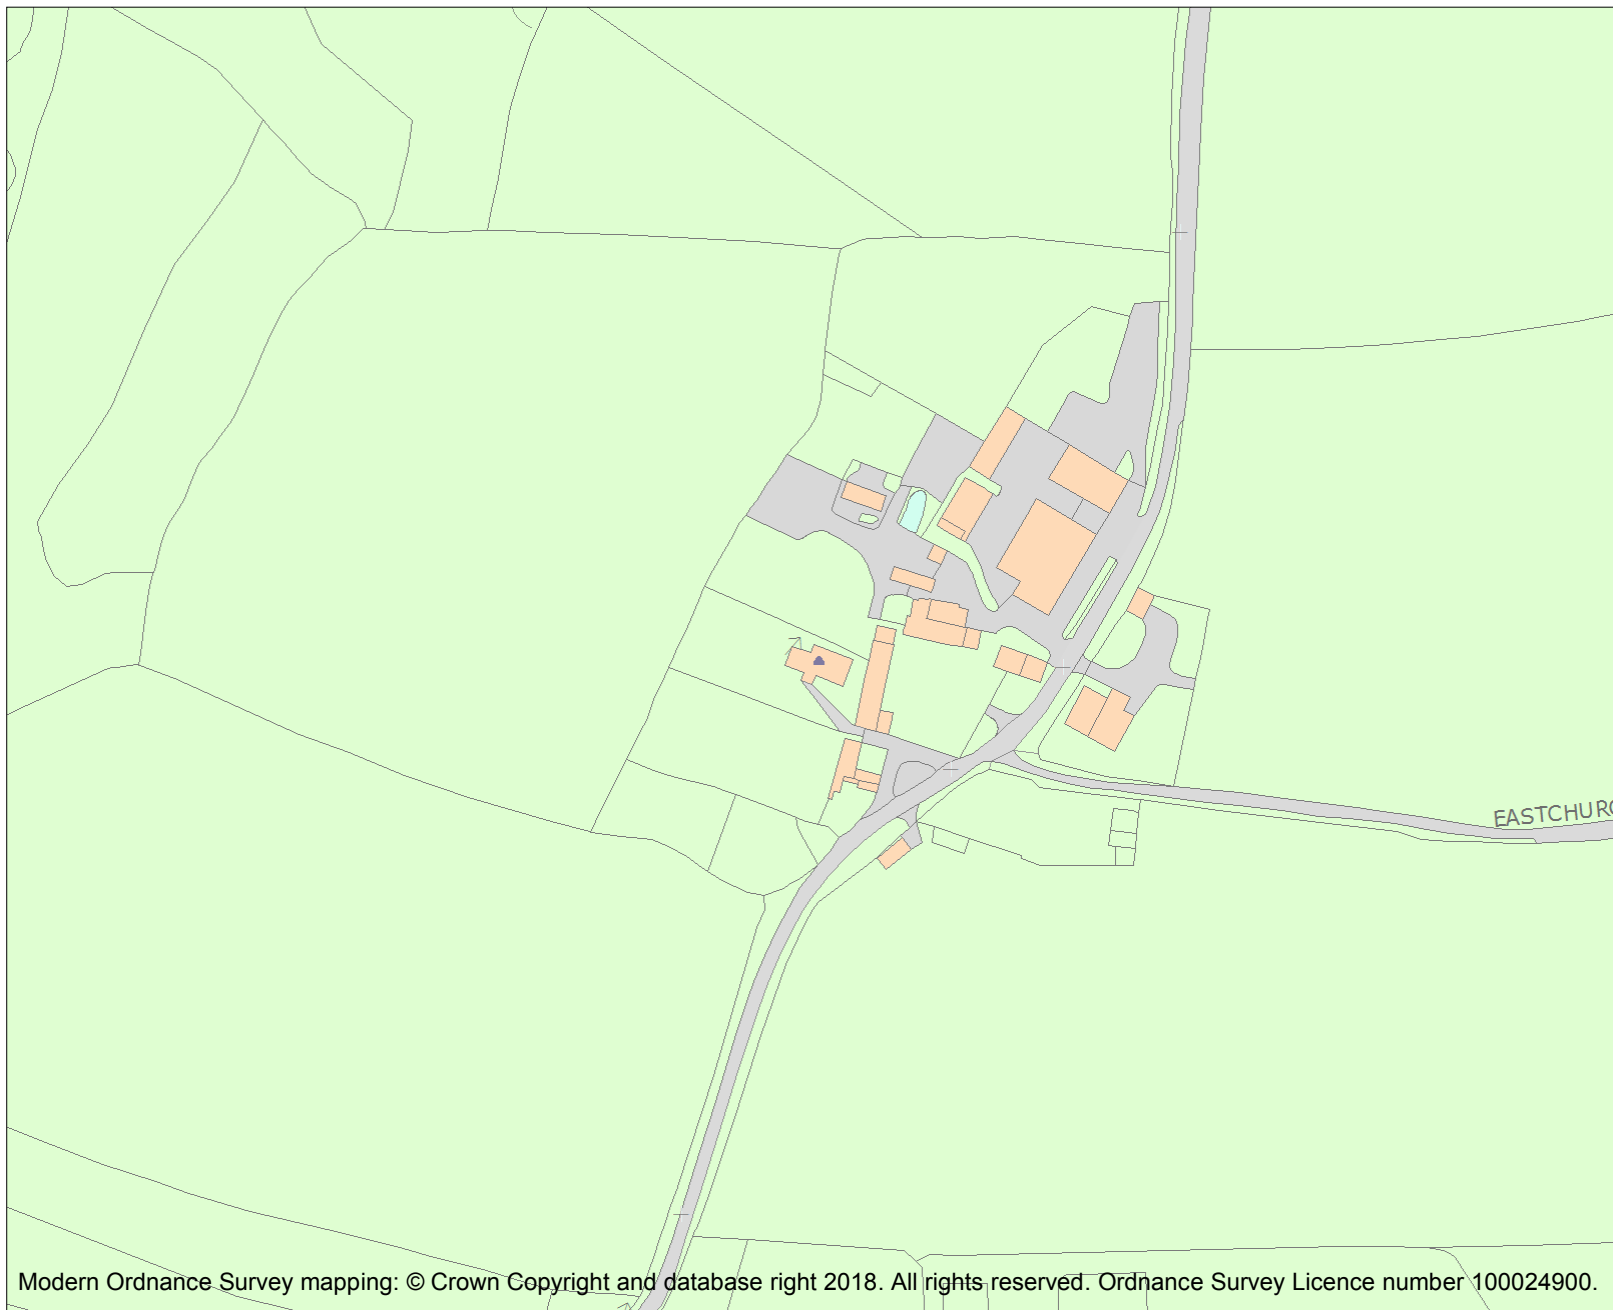 EASTCHURC
Modern Ordnance Survey mapping: © Crown Copyright and database right 2018. All rights reserved. Ordnance Survey Licence number 100024900.